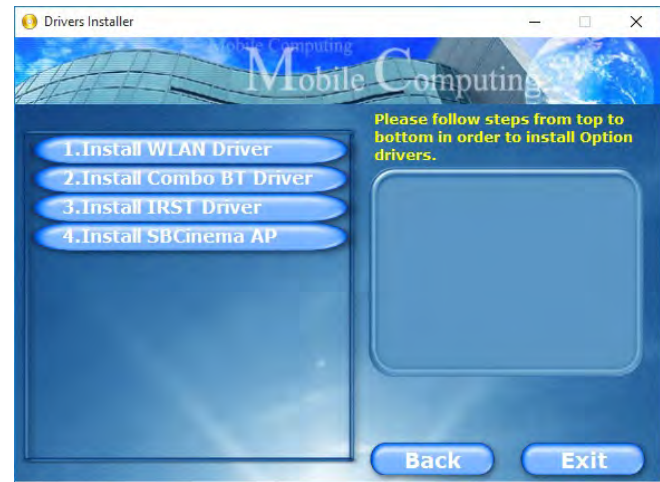 Drivers Installer
Mobile Computing
Mobile Computing
Please follow steps from top to
bottom in order to install Option
drivers.
1.Install WLAN Driver
2.Install Combo BT Driver
3.Install IRST Driver
4.Install SBCinema AP
Back
Exit